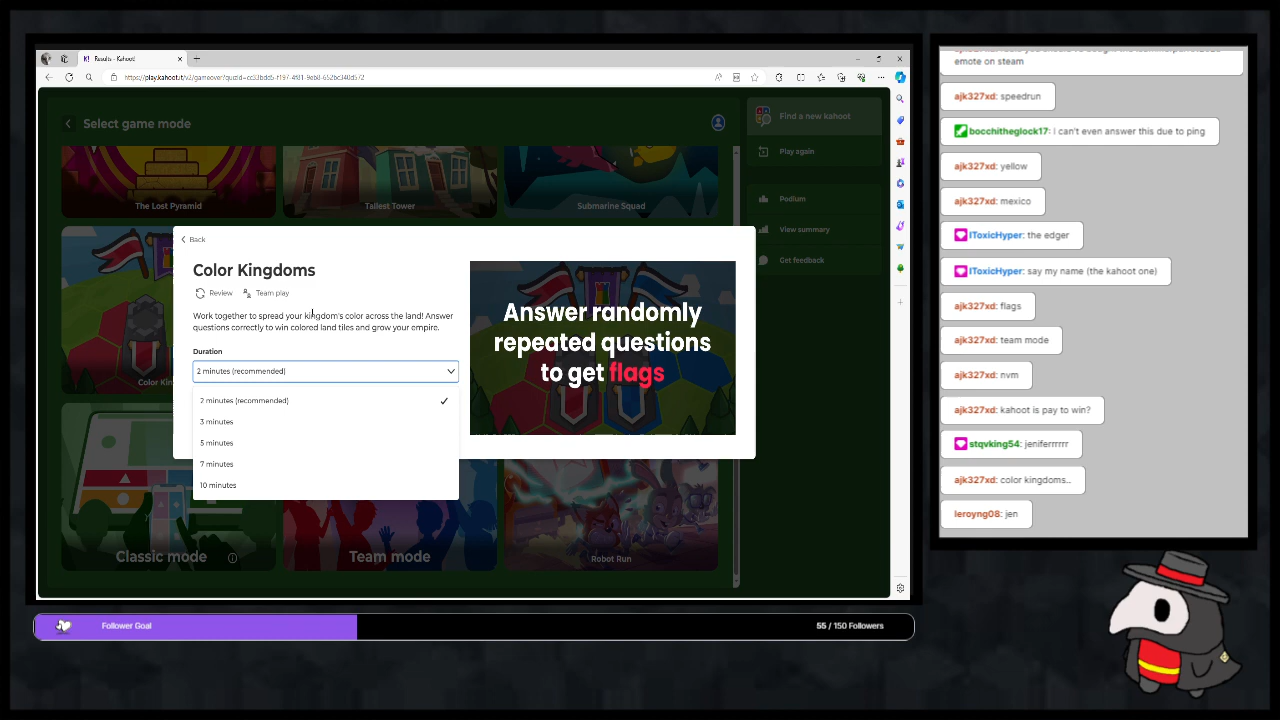 Results - Kahoot!
Select game mode
The Lost Pyramid
Tallest Tower
Submarine Squad
Find a new kahoot
Play again
Podium
View summary
Get feedback
Back
Color Kingdoms
Review
Team play
Work together to spread your kingdom's color across the land! Answer
questions correctly to win colored land tiles and grow your empire.
Duration
2 minutes (recommended)
2 minutes (recommended)
3 minutes
5 minutes
7 minutes
10 minutes
Answer randomly
repeated questions
to get flags
Color Kin
Classic mode
Team mode
Robot Run
Follower Goal
55 / 150 Followers
emote on steam
ajk327xd: speedrun
bocchitheglock17: i can't even answer this due to ping
ajk327xd: yellow
ajk327xd: mexico
IToxicHyper: the edger
IToxicHyper: say my name (the kahoot one)
ajk327xd: flags
ajk327xd: team mode
ajk327xd: nvm
ajk327xd: kahoot is pay to win?
stqvking54: jeniferrrrrr
ajk327xd: color kingdoms...
leroyng08: jen